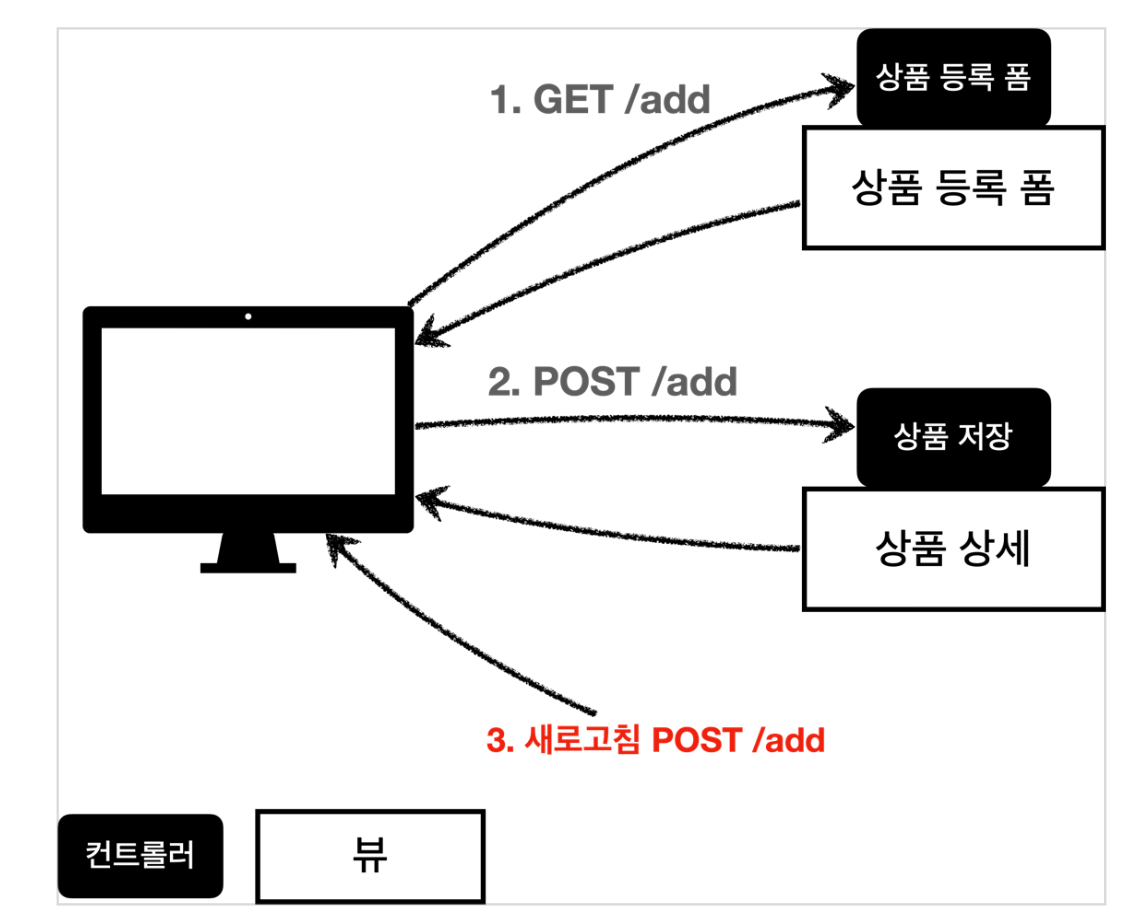 1. GET /add
상품 등록 폼
상품 등록 폼
2. POST /add
상품 저장
상품 상세
3. 새로고침 POST /add
컨트롤러
뷰